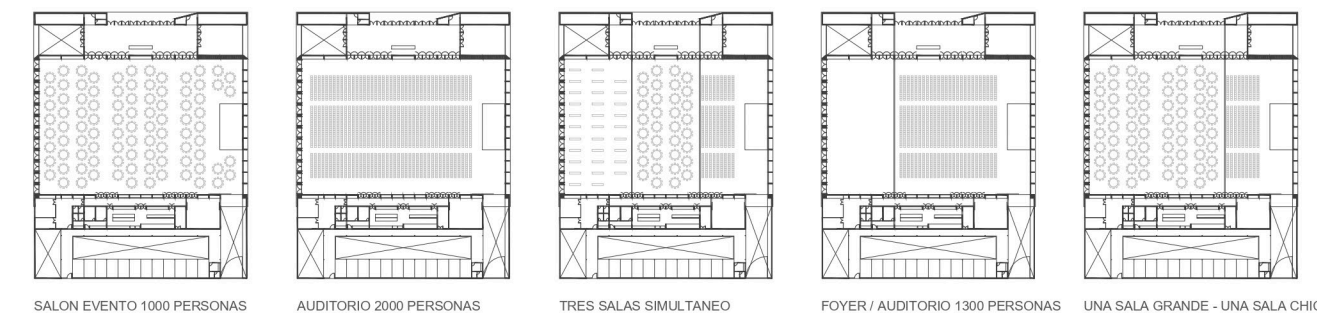 SALON EVENTO 1000 PERSONAS
AUDITORIO 2000 PERSONAS
TRES SALAS SIMULTANEO
FOYER / AUDITORIO 1300 PERSONAS
UNA SALA GRANDE - UNA SALA CHIC